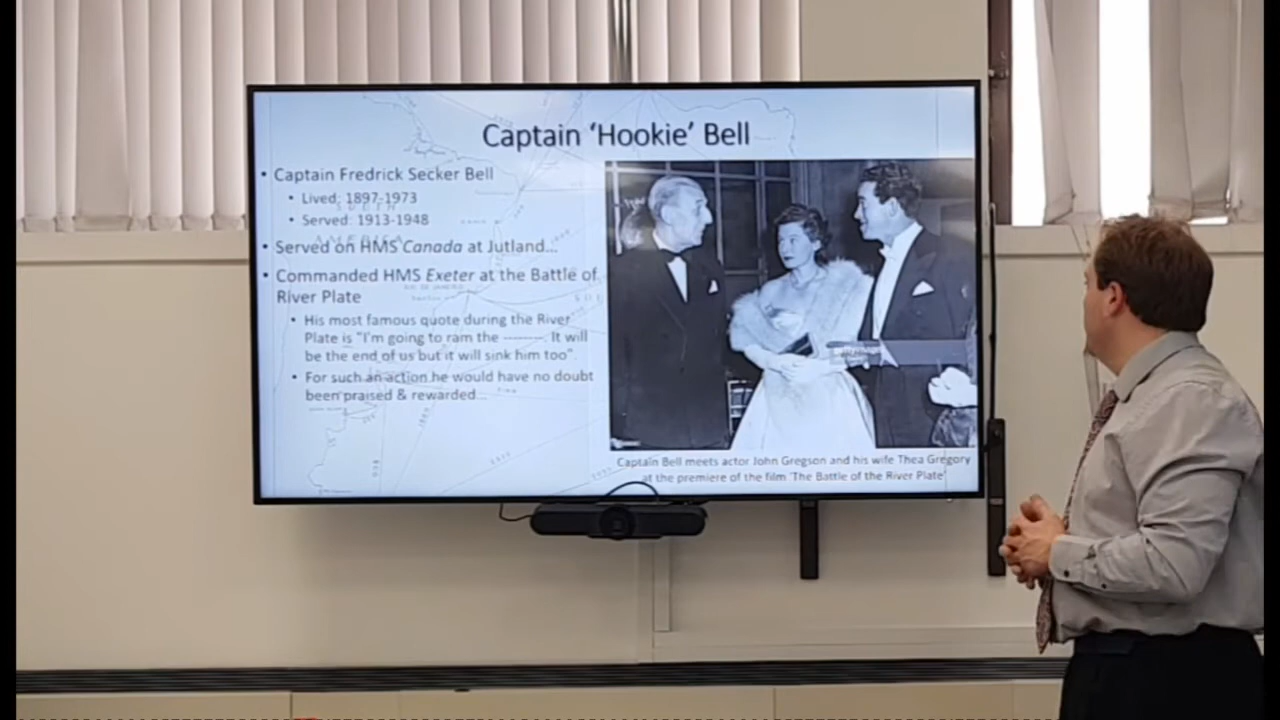 Captain 'Hookie' Bell
• Captain Fredrick Secker Bell
• Lived: 1897-1973
• Served: 1913-1948
• Served on HMS Canada at Jutland...
• Commanded HMS Exeter at the Battle of
River Plate
• His most famous quote during the River
Plate is "I'm going to ram the --------. It will
be the end of us but it will sink him too".
• For such an action he would have no doubt
been praised & rewarded...
Captain Bell meets actor John Gregson and his wife Thea Gregory
at the premiere of the film 'The Battle of the River Plate'